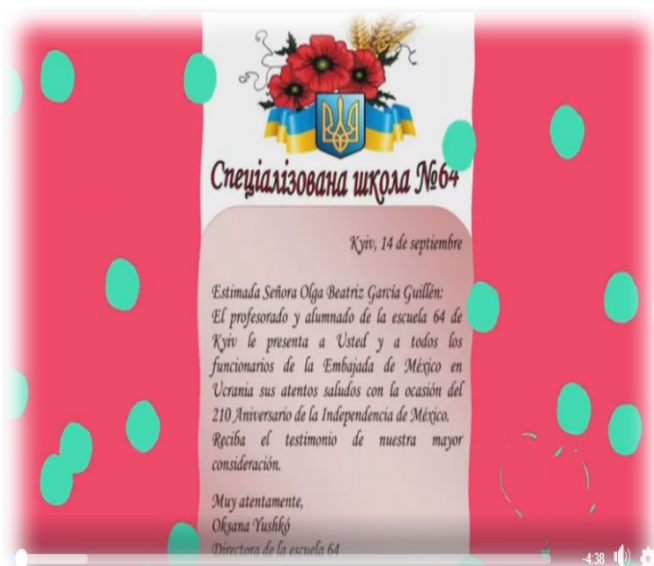 Спеціалізована школа №64
Kyiv, 14 de septiembre
Estimada Señora Olga Beatriz García Guillén:
El profesorado y alumnado de la escuela 64 de
Kyiv le presenta a Usted y a todos los
funcionarios de la Embajada de México en
Ucrania sus atentos saludos con la ocasión del
210 Aniversario de la Independencia de México.
Reciba el testimonio de nuestra mayor
consideración.
Muy atentamente,
Oksana Yushkó
Directora de la escuela 64
-4:38